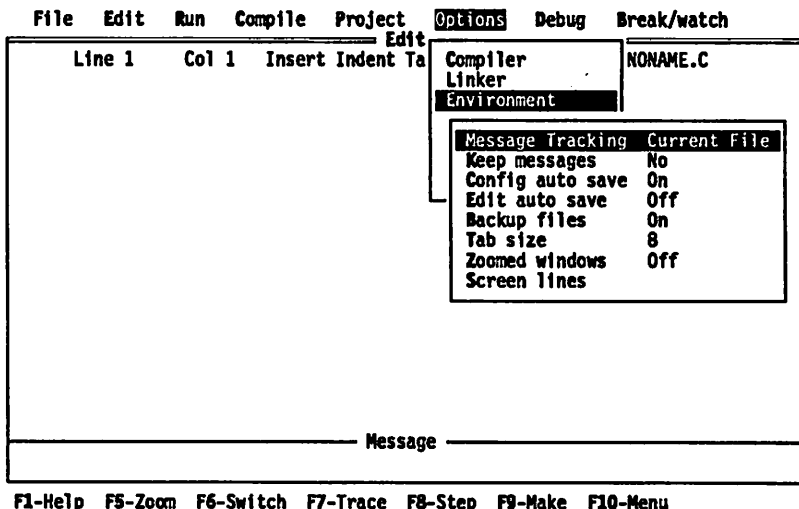 File Edit Run Compile Project Options Debug Break/watch
Edit
Line 1 Col 1 Insert Indent Ta
NONAME.C
Compiler
Linker
Environment
Message Tracking Current File
Keep messages No
Config auto save On
Edit auto save Off
Backup files On
Tab size 8
Zoomed windows Off
Screen lines
Message
F1-Help F5-Zoom F6-Switch F7-Trace F8-Step F9-Make F10-Menu